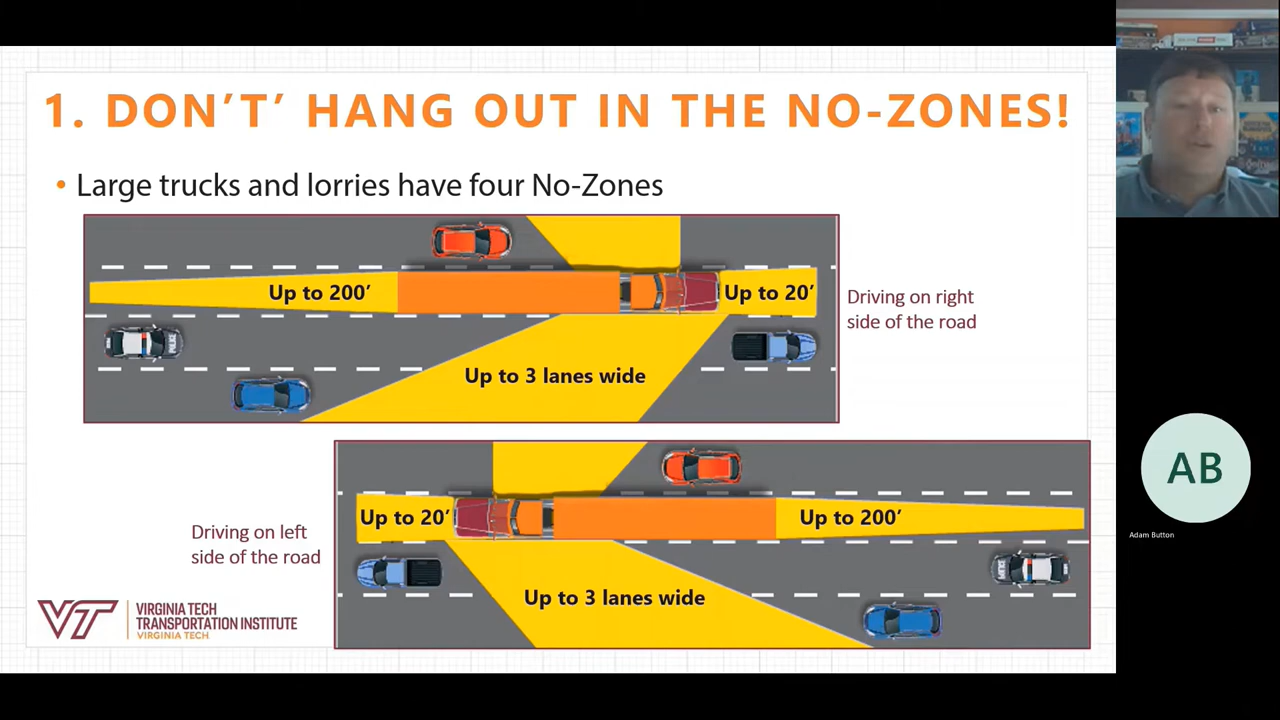 1. DON'T' HANG OUT IN THE NO-ZONES!
• Large trucks and lorries have four No-Zones
Up to 200'
Up to 20'
Driving on right
side of the road
POLICE
Up to 3 lanes wide
Up to 20'
Up to 200'
Driving on left
side of the road
Up to 3 lanes wide
VT
VIRGINIA TECH
TRANSPORTATION INSTITUTE
VIRGINIA TECH
AB
Adam Button